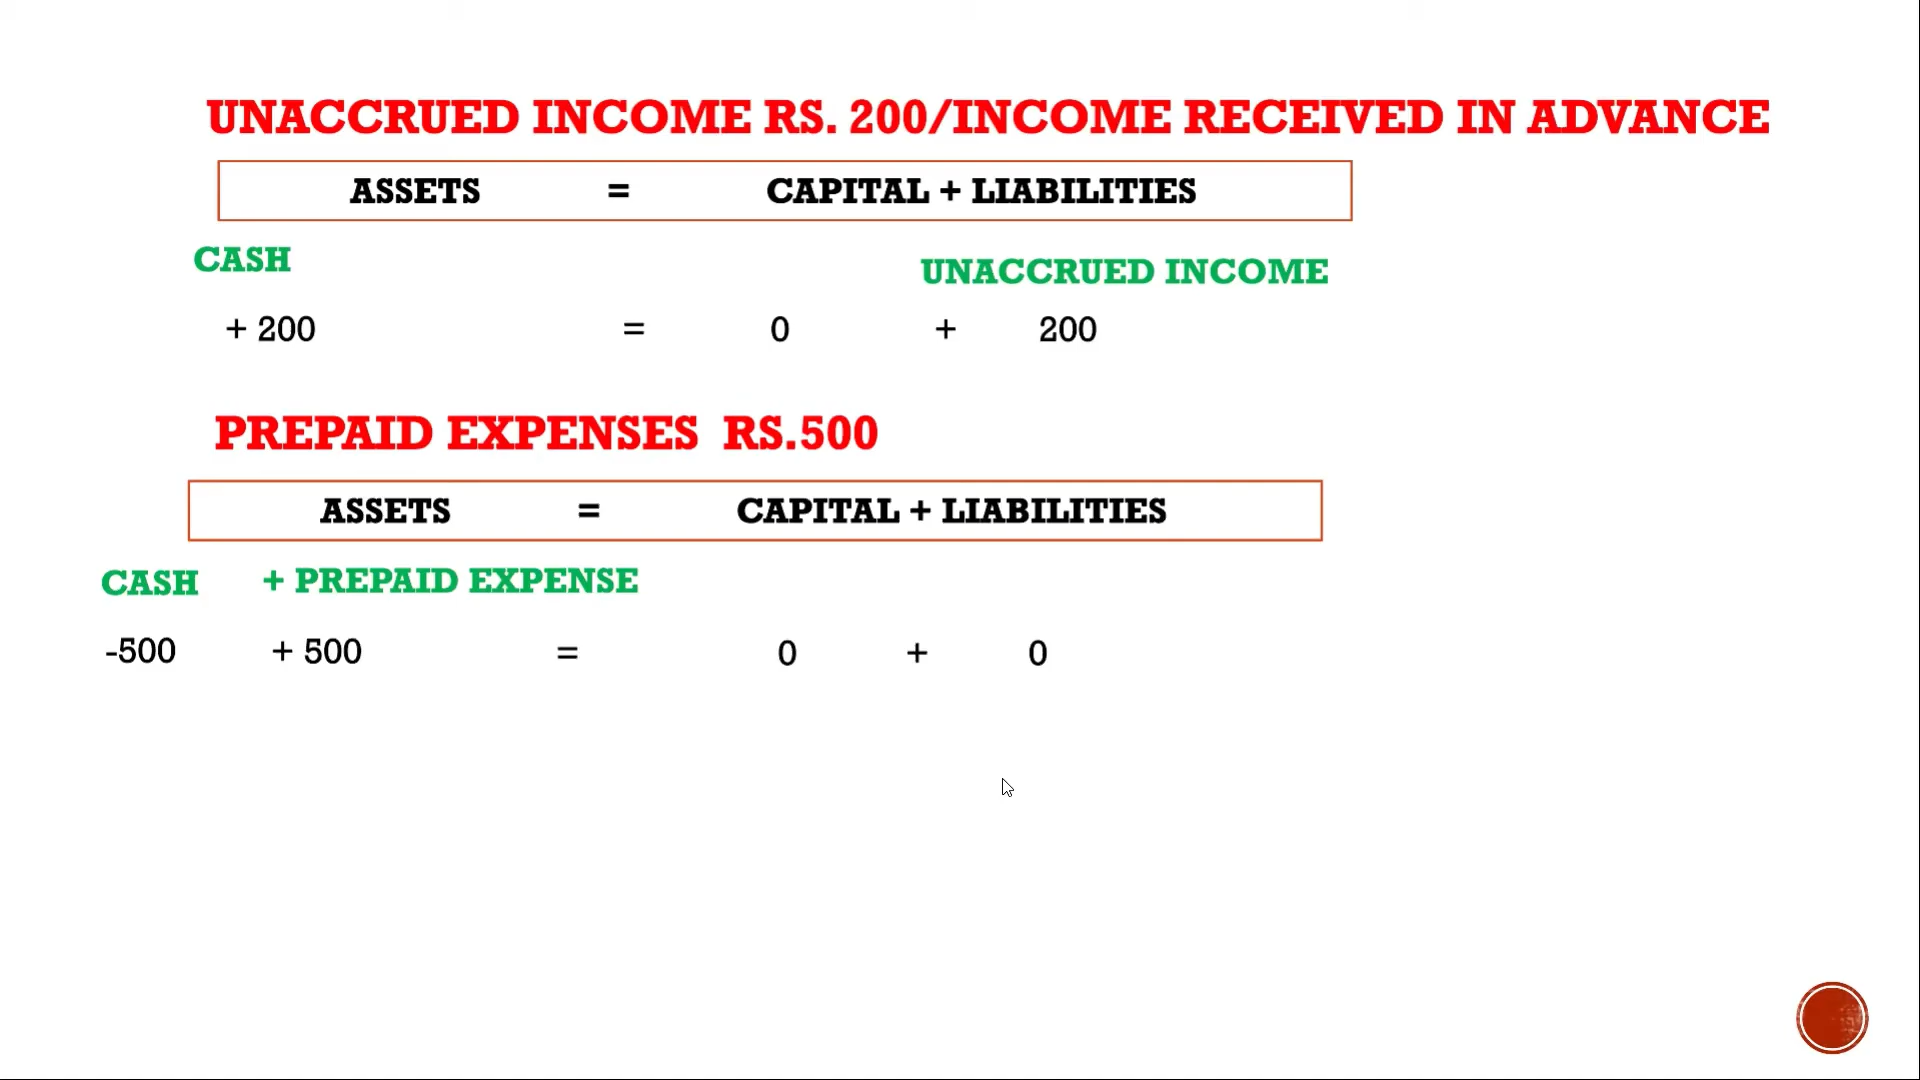 UNACCRUED INCOME RS. 200/INCOME RECEIVED IN ADVANCE
ASSETS = CAPITAL + LIABILITIES
CASH UNACCRUED INCOME
+ 200 = 0 + 200
PREPAID EXPENSES RS.500
ASSETS = CAPITAL + LIABILITIES
CASH + PREPAID EXPENSE
-500 + 500 = 0 + 0